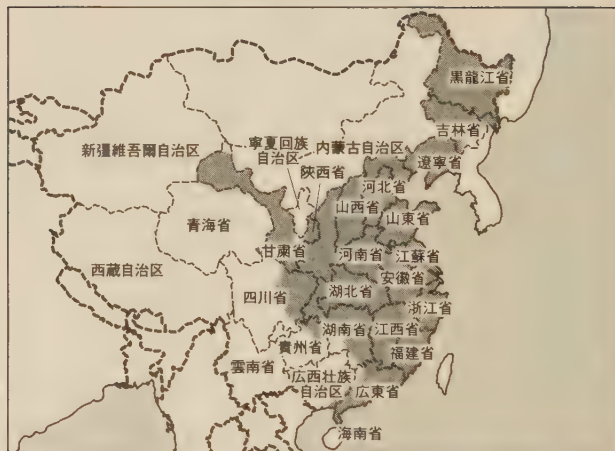 黒龍江省
吉林省
遼寧省
寧夏回族
自治区
内蒙古自治区
新疆維吾爾自治区
陝西省
河北省
山西省
山東省
青海省
甘粛省
河南省
江蘇省
西蔵自治区
安徽省
四川省
湖北省
浙江省
湖南省
江西省
貴州省
福建省
雲南省
広西壮族
自治区
広東省
海南省